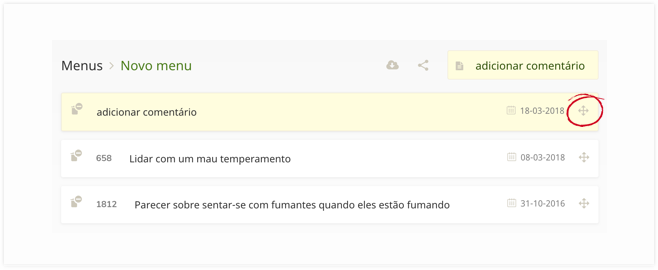 Menus > Novo menu
adicionar comentário
adicionar comentário 18-03-2018
658 Lidar com um mau temperamento 08-03-2018
1812 Parecer sobre sentar-se com fumantes quando eles estão fumando 31-10-2016